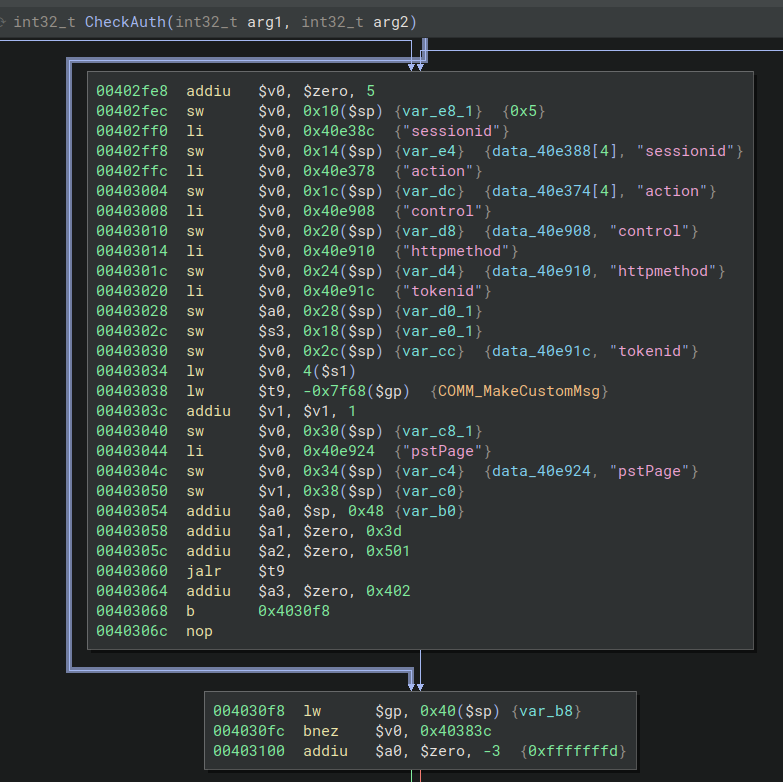 int32_t CheckAuth(int32_t arg1, int32_t arg2)
00402fe8 addiu $v0, $zero, 5
00402fec sw $v0, 0x10($sp) {var_e8_1} {0x5}
00402ff0 li $v0, 0x40e38c {"sessionid"}
00402ff8 sw $v0, 0x14($sp) {var_e4} {data_40e388[4], "sessionid"}
00402ffc li $v0, 0x40e378 {"action"}
00403004 sw $v0, 0x1c($sp) {var_dc} {data_40e374[4], "action"}
00403008 li $v0, 0x40e908 {"control"}
00403010 sw $v0, 0x20($sp) {var_d8} {data_40e908, "control"}
00403014 li $v0, 0x40e910 {"httpmethod"}
0040301c sw $v0, 0x24($sp) {var_d4} {data_40e910, "httpmethod"}
00403020 li $v0, 0x40e91c {"tokenid"}
00403028 sw $a0, 0x28($sp) {var_d0_1}
0040302c sw $s3, 0x18($sp) {var_e0_1}
00403030 sw $v0, 0x2c($sp) {var_cc} {data_40e91c, "tokenid"}
00403034 lw $v0, 4($s1)
00403038 lw $t9, -0x7f68($gp) {COMM_MakeCustomMsg}
0040303c addiu $v1, $v1, 1
00403040 sw $v0, 0x30($sp) {var_c8_1}
00403044 li $v0, 0x40e924 {"pstPage"}
0040304c sw $v0, 0x34($sp) {var_c4} {data_40e924, "pstPage"}
00403050 sw $v1, 0x38($sp) {var_c0}
00403054 addiu $a0, $sp, 0x48 {var_b0}
00403058 addiu $a1, $zero, 0x3d
0040305c addiu $a2, $zero, 0x501
00403060 jalr $t9
00403064 addiu $a3, $zero, 0x402
00403068 b 0x4030f8
0040306c nop
004030f8 lw $gp, 0x40($sp) {var_b8}
004030fc bnez $v0, 0x40383c
00403100 addiu $a0, $zero, -3 {0xfffffffd}